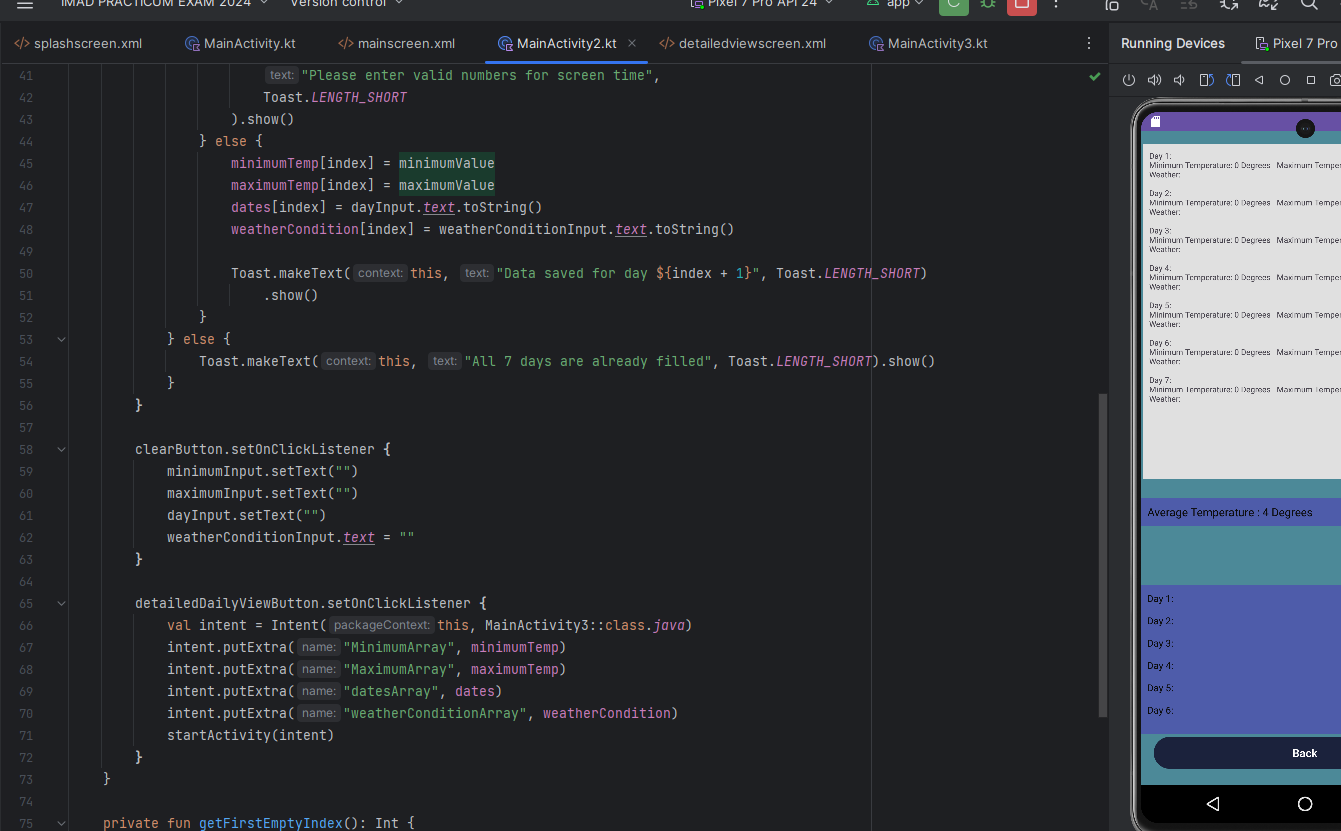 IMAD PRACTICUM EXAM 2024 Version control Pixel 7 Pro API 24 app
splashscreen.xml MainActivity.kt mainscreen.xml MainActivity2.kt detailedviewscreen.xml MainActivity3.kt Running Devices Pixel 7 Pro
41 text: "Please enter valid numbers for screen time",
42 Toast.LENGTH_SHORT
43 ).show()
44 } else {
45 minimumTemp[index] = minimumValue
46 maximumTemp[index] = maximumValue
47 dates[index] = dayInput.text.toString()
48 weatherCondition[index] = weatherConditionInput.text.toString()
49
50 Toast.makeText( context: this, text: "Data saved for day ${index + 1}", Toast.LENGTH_SHORT)
51 .show()
52 }
53 } else {
54 Toast.makeText( context: this, text: "All 7 days are already filled", Toast.LENGTH_SHORT).show()
55 }
56 }
57
58 clearButton.setOnClickListener {
59 minimumInput.setText("")
60 maximumInput.setText("")
61 dayInput.setText("")
62 weatherConditionInput.text = ""
63 }
64
65 detailedDailyViewButton.setOnClickListener {
66 val intent = Intent( packageContext: this, MainActivity3::class.java)
67 intent.putExtra( name: "MinimumArray", minimumTemp)
68 intent.putExtra( name: "MaximumArray", maximumTemp)
69 intent.putExtra( name: "datesArray", dates)
70 intent.putExtra( name: "weatherConditionArray", weatherCondition)
71 startActivity(intent)
72 }
73 }
74
75 private fun getFirstEmptyIndex(): Int {
Day 1:
Minimum Temperature: 0 Degrees Maximum Temper
Weather:
Day 2:
Minimum Temperature: 0 Degrees Maximum Temper
Weather:
Day 3:
Minimum Temperature: 0 Degrees Maximum Temper
Weather:
Day 4:
Minimum Temperature: 0 Degrees Maximum Temper
Weather:
Day 5:
Minimum Temperature: 0 Degrees Maximum Temper
Weather:
Day 6:
Minimum Temperature: 0 Degrees Maximum Temper
Weather:
Day 7:
Minimum Temperature: 0 Degrees Maximum Temper
Weather:
Average Temperature : 4 Degrees
Day 1:
Day 2:
Day 3:
Day 4:
Day 5:
Day 6:
Back